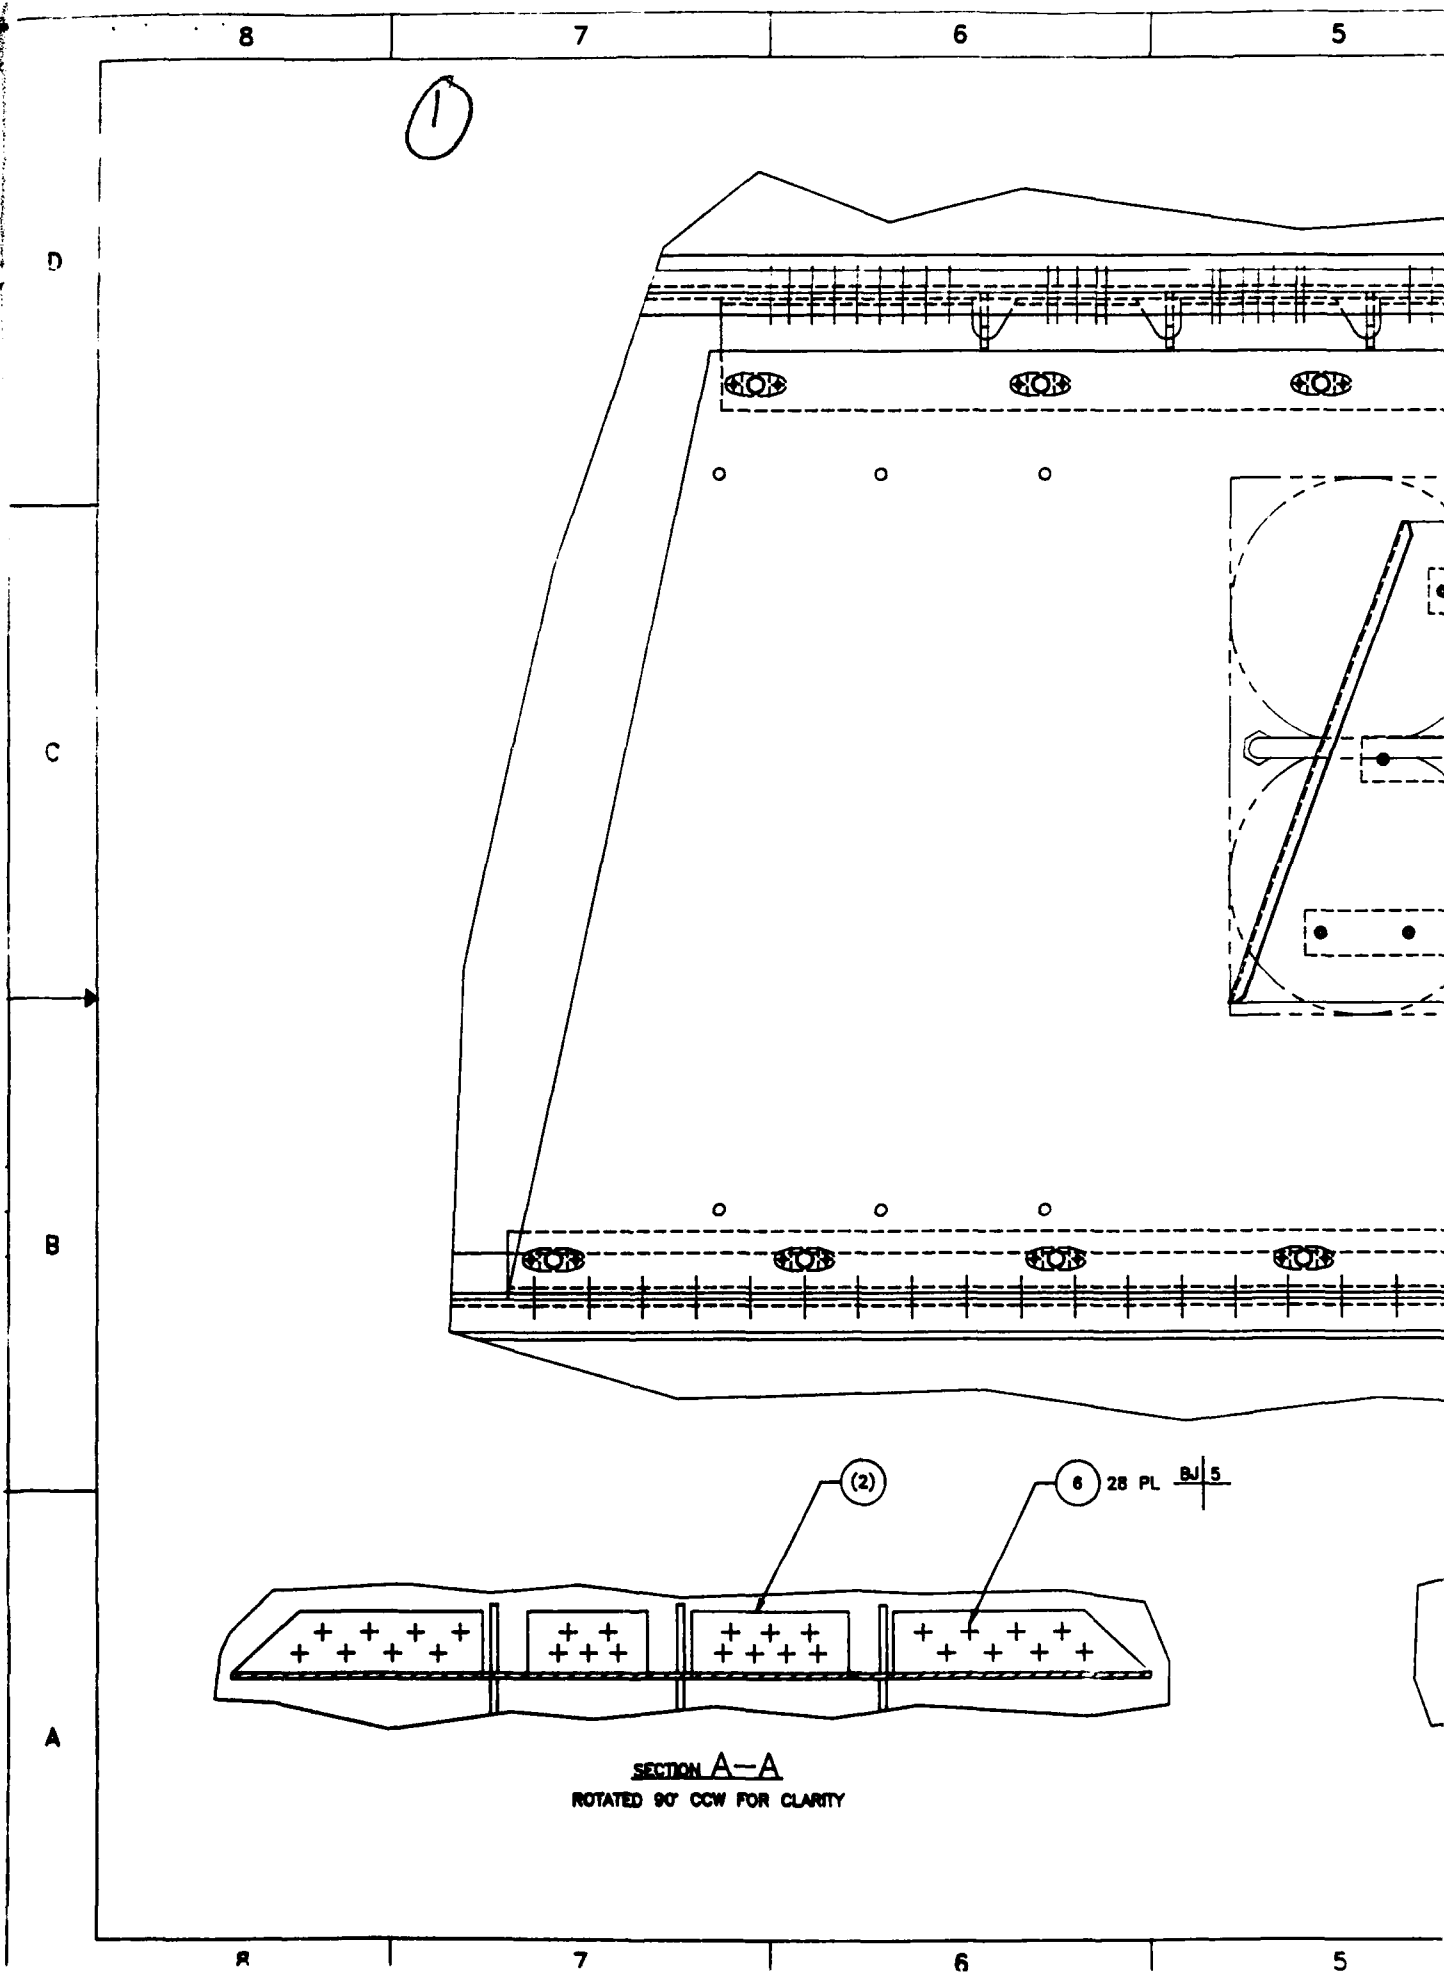 8 7 6 5
1
D
C
B
(2) 6 28 PL BJ 5
A
SECTION A-A
ROTATED 90° CCW FOR CLARITY
8 7 6 5